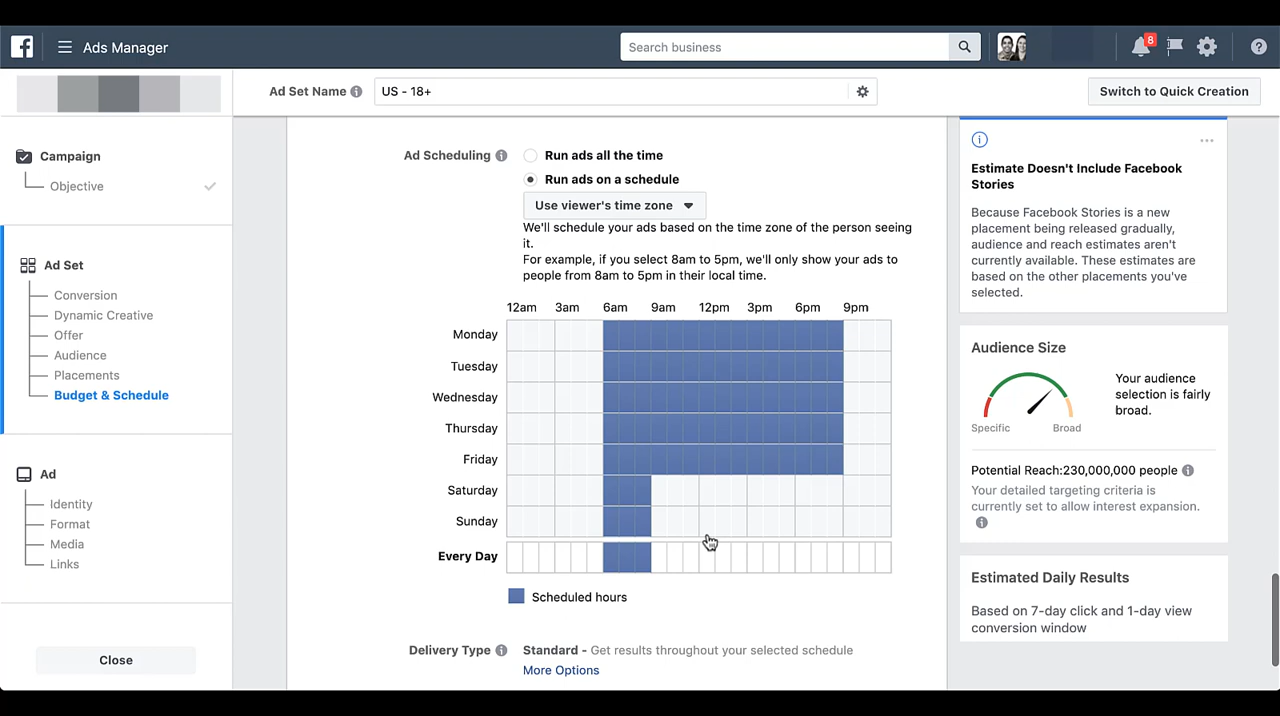 Ads Manager
Search business
8
Ad Set Name
US - 18+
Switch to Quick Creation
Campaign
Objective
Ad Set
Conversion
Dynamic Creative
Offer
Audience
Placements
Budget & Schedule
Ad
Identity
Format
Media
Links
Close
Ad Scheduling
Run ads all the time
Run ads on a schedule
Use viewer's time zone
We'll schedule your ads based on the time zone of the person seeing
it.
For example, if you select 8am to 5pm, we'll only show your ads to
people from 8am to 5pm in their local time.
12am 3am 6am 9am 12pm 3pm 6pm 9pm
Monday
Tuesday
Wednesday
Thursday
Friday
Saturday
Sunday
Every Day
Scheduled hours
Delivery Type
Standard - Get results throughout your selected schedule
More Options
Estimate Doesn't Include Facebook
Stories
Because Facebook Stories is a new
placement being released gradually,
audience and reach estimates aren't
currently available. These estimates are
based on the other placements you've
selected.
Audience Size
Your audience
selection is fairly
broad.
Specific
Broad
Potential Reach:230,000,000 people
Your detailed targeting criteria is
currently set to allow interest expansion.
Estimated Daily Results
Based on 7-day click and 1-day view
conversion window